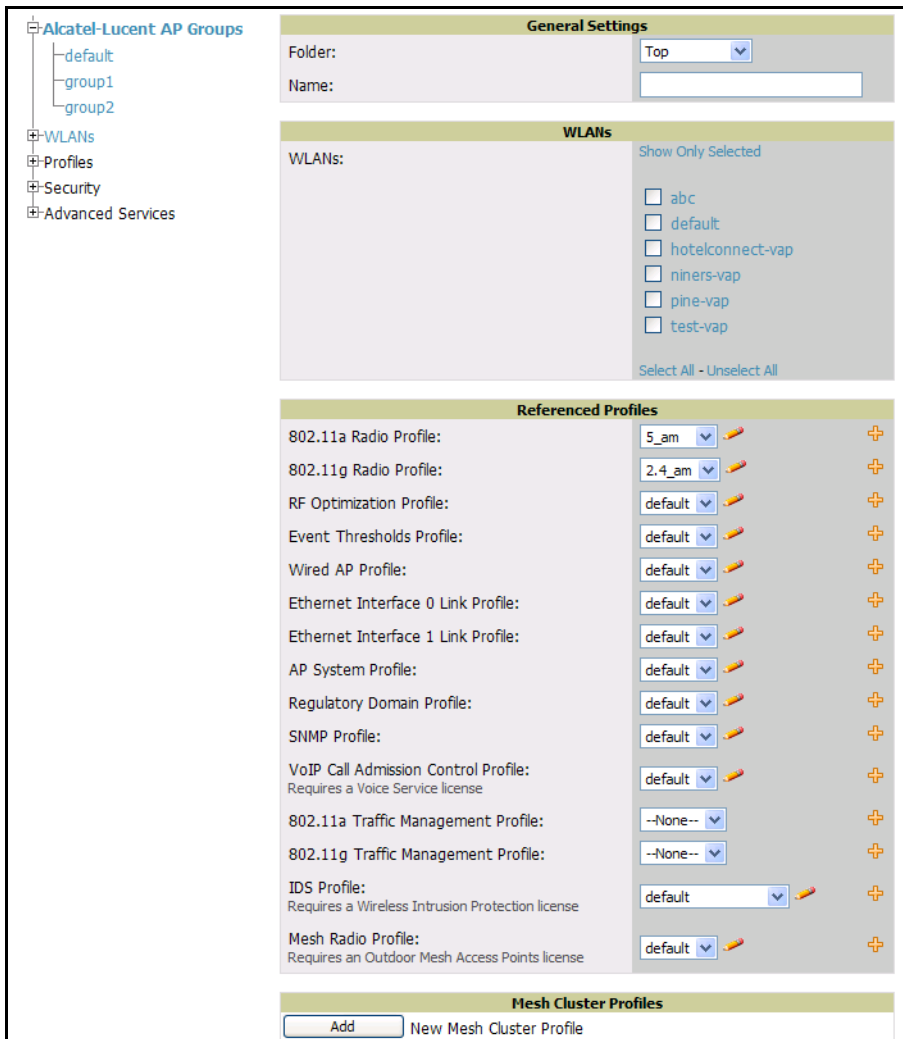 Alcatel-Lucent AP Groups
default
group1
group2
WLANs
Profiles
Security
Advanced Services
General Settings
Folder: Top
Name:
WLANs
WLANs: Show Only Selected
abc
default
hotelconnect-vap
niners-vap
pine-vap
test-vap
Select All - Unselect All
Referenced Profiles
802.11a Radio Profile: 5_am
802.11g Radio Profile: 2.4_am
RF Optimization Profile: default
Event Thresholds Profile: default
Wired AP Profile: default
Ethernet Interface 0 Link Profile: default
Ethernet Interface 1 Link Profile: default
AP System Profile: default
Regulatory Domain Profile: default
SNMP Profile: default
VoIP Call Admission Control Profile: default
Requires a Voice Service license
802.11a Traffic Management Profile: --None--
802.11g Traffic Management Profile: --None--
IDS Profile: default
Requires a Wireless Intrusion Protection license
Mesh Radio Profile: default
Requires an Outdoor Mesh Access Points license
Mesh Cluster Profiles
Add New Mesh Cluster Profile